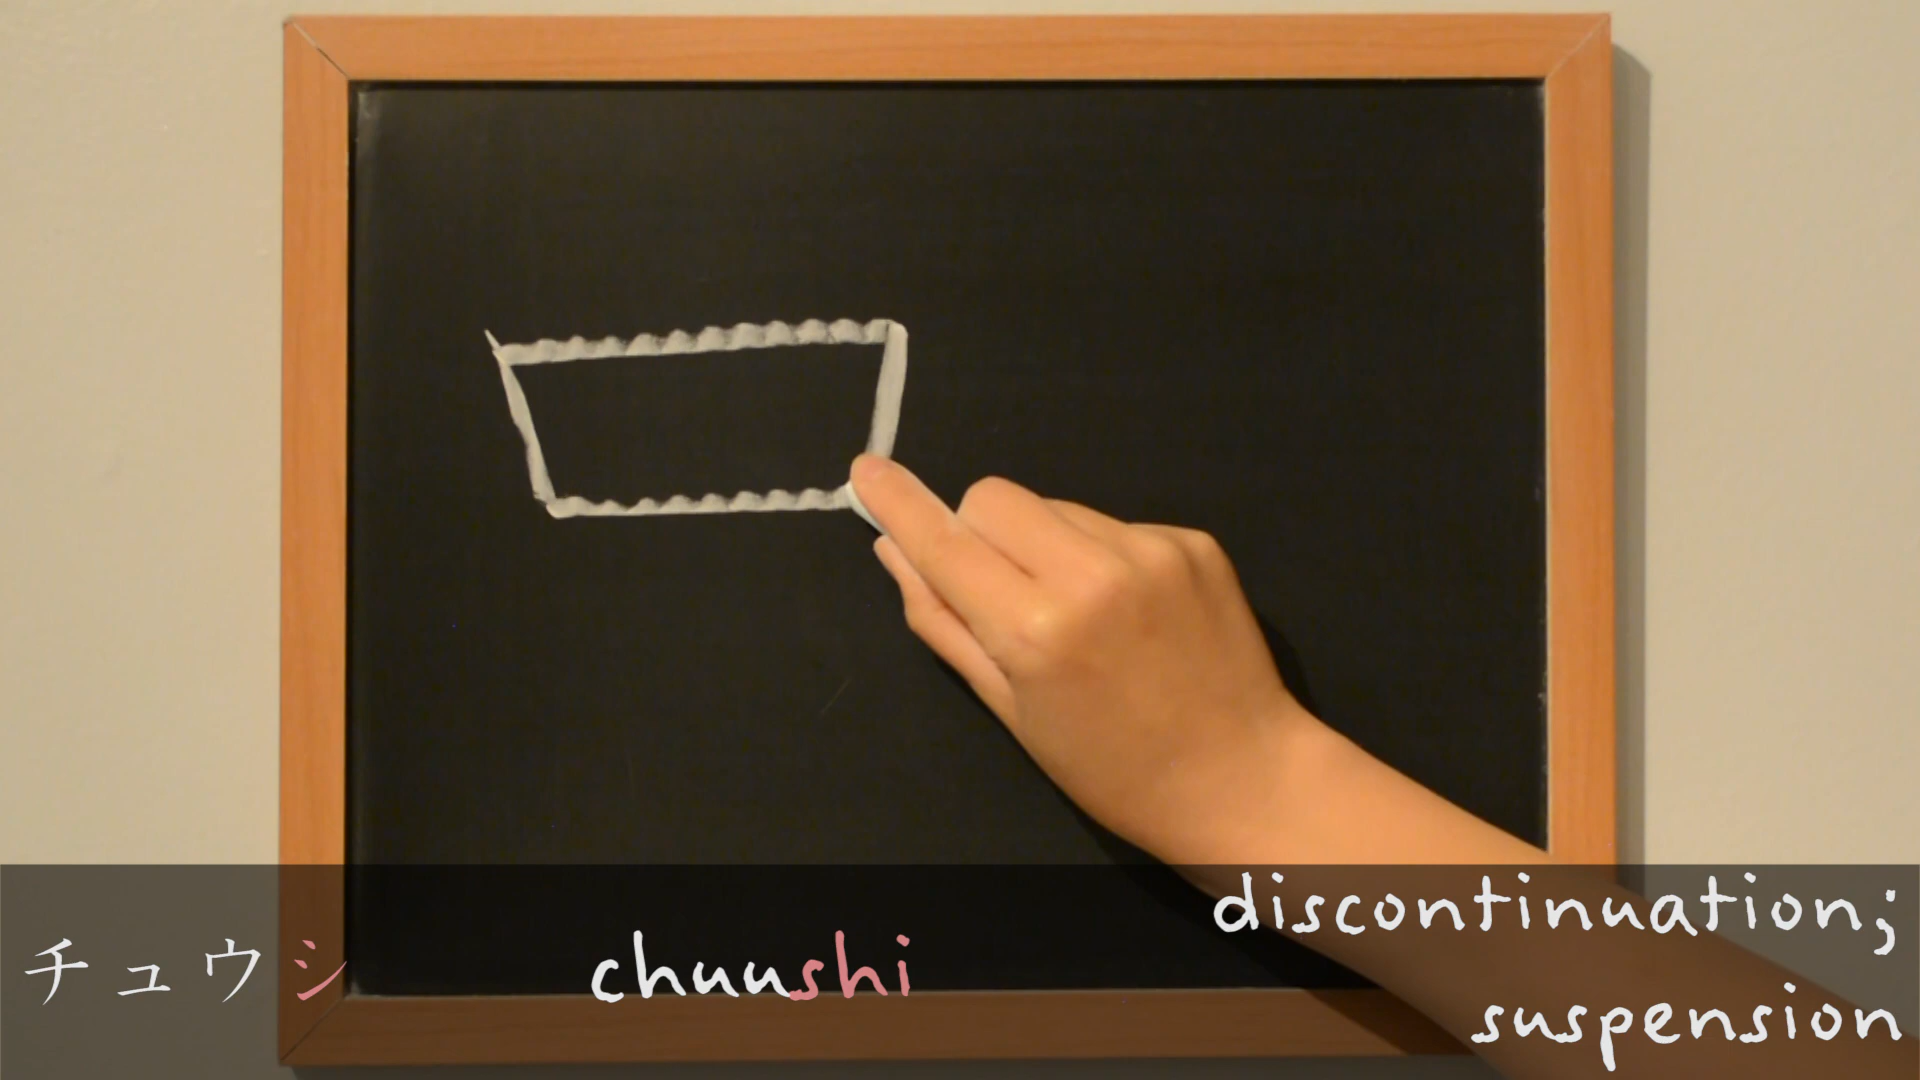 チュウシ
chuushi
discontinuation;
suspension